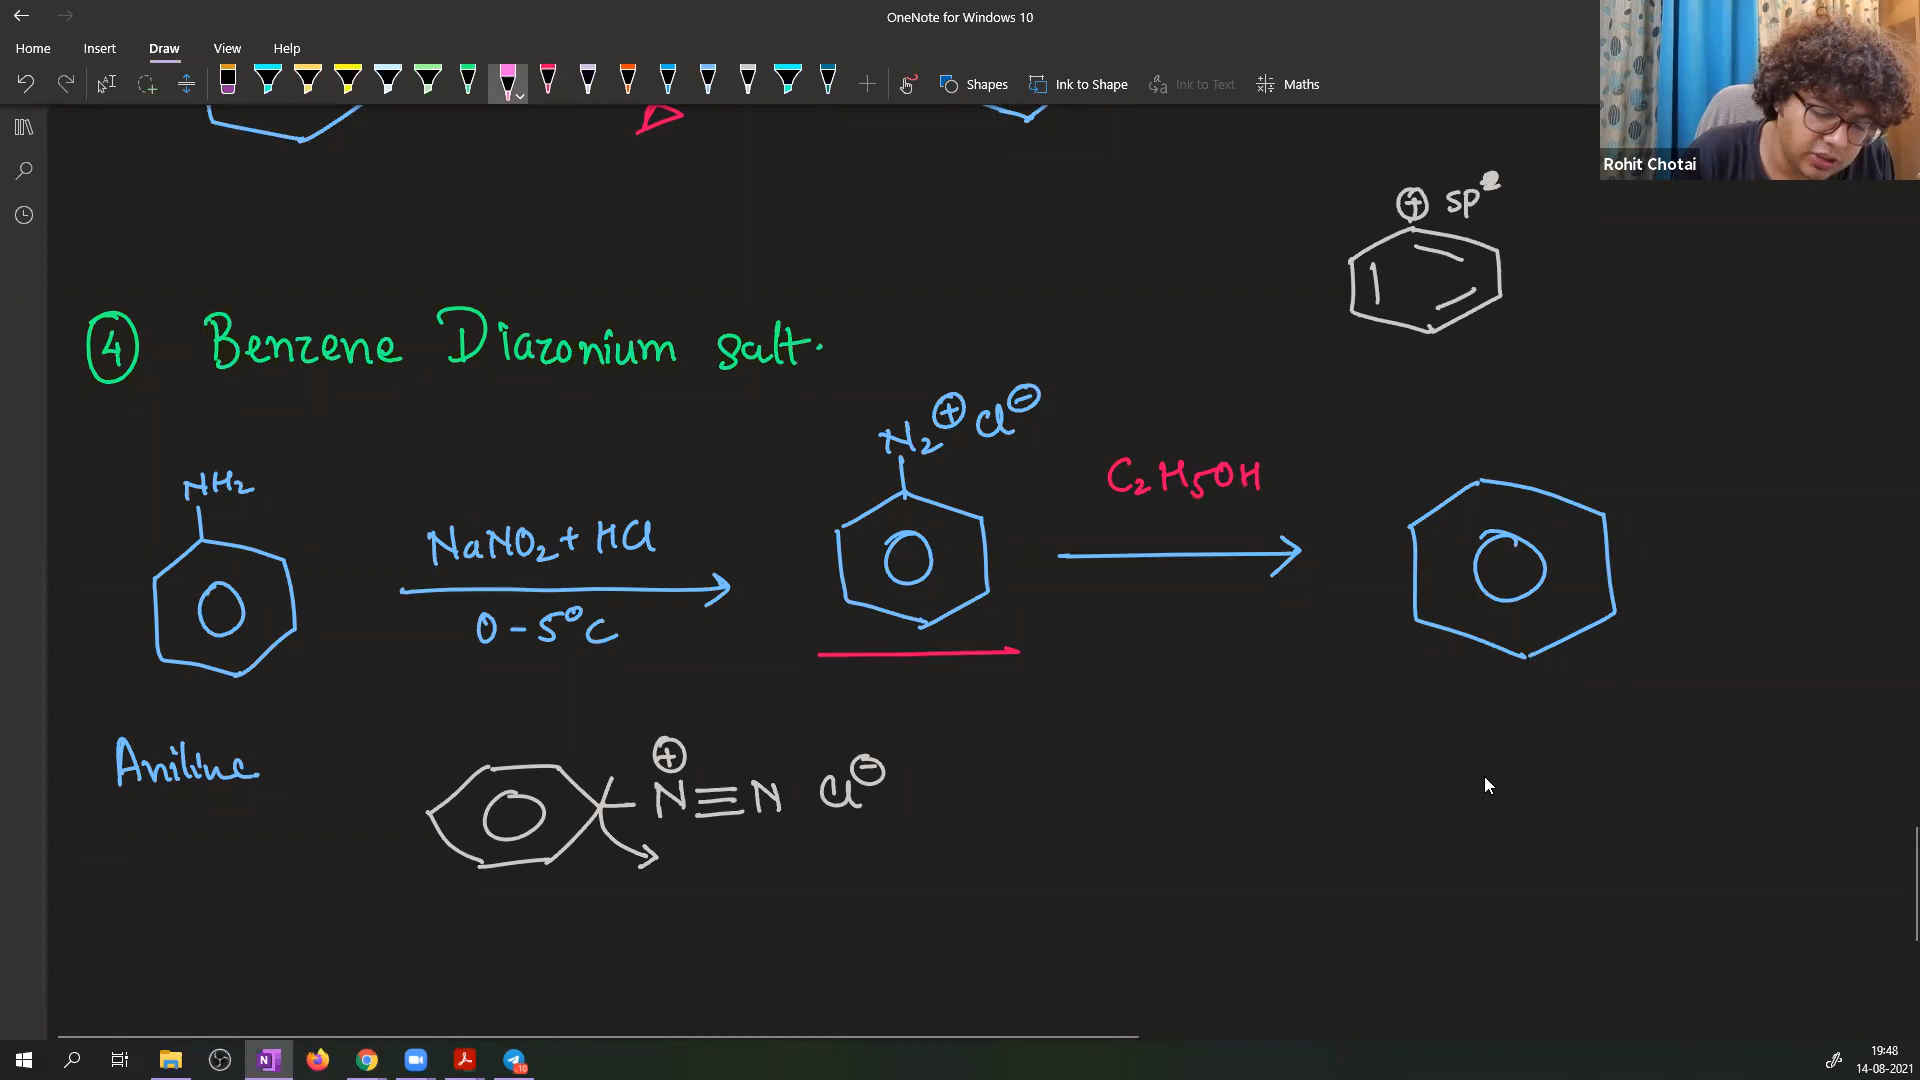 OneNote for Windows 10
Home Insert Draw View Help
Shapes Ink to Shape Ink to Text Maths
Rohit Chotai
⊕ sp
④ Benzene Diazonium salt.
N₂⊕ Cl⊖
NH₂
C₂H₅OH
NaNO₂ + HCl
0 - 5°C
Aniline
⊕
N≡N Cl⊖
N
10
19:48
14-08-2021